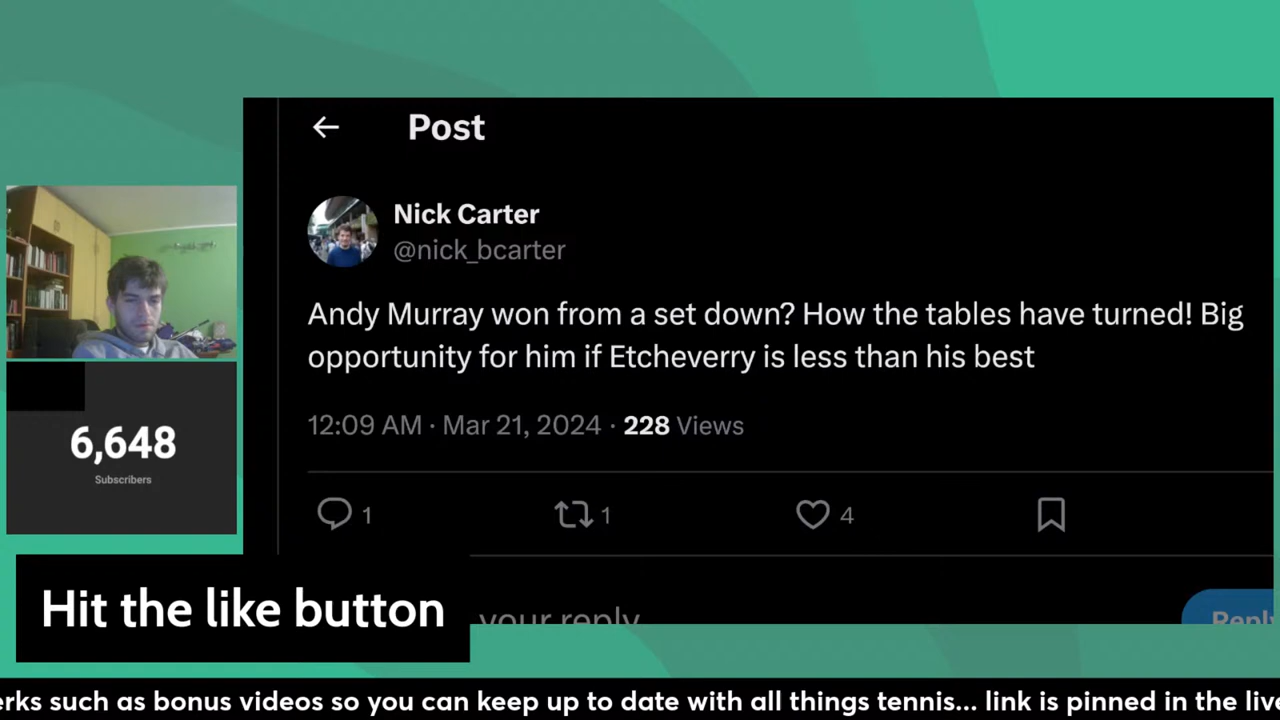 Post
Nick Carter
@nick_bcarter
Andy Murray won from a set down? How the tables have turned! Big
opportunity for him if Etcheverry is less than his best
12:09 AM · Mar 21, 2024 · 228 Views
1 1 4
6,648
Subscribers
your reply
Reply
Hit the like button
such as bonus videos so you can keep up to date with all things tennis... link is pinned in the